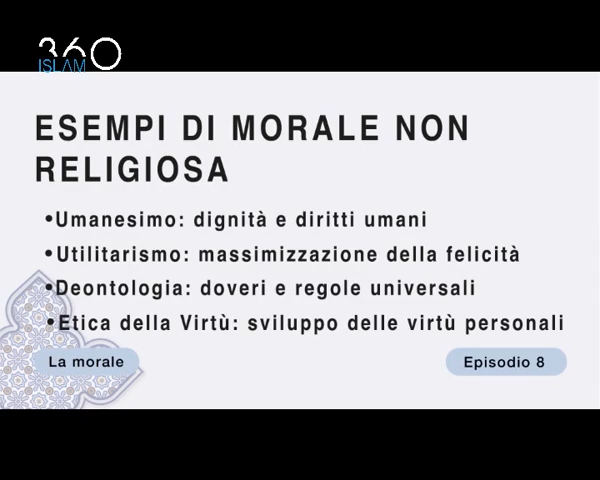 360
ISLAM
ESEMPI DI MORALE NON
RELIGIOSA
•Umanesimo: dignità e diritti umani
•Utilitarismo: massimizzazione della felicità
•Deontologia: doveri e regole universali
•Etica della Virtù: sviluppo delle virtù personali
La morale
Episodio 8